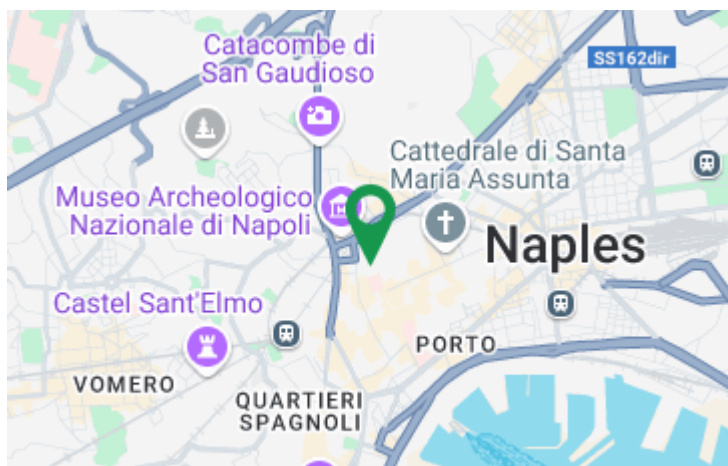 Catacombe di
San Gaudioso
SS162dir
Cattedrale di Santa
Maria Assunta
Museo Archeologico
Nazionale di Napoli
Naples
Castel Sant'Elmo
PORTO
VOMERO
QUARTIERI
SPAGNOLI